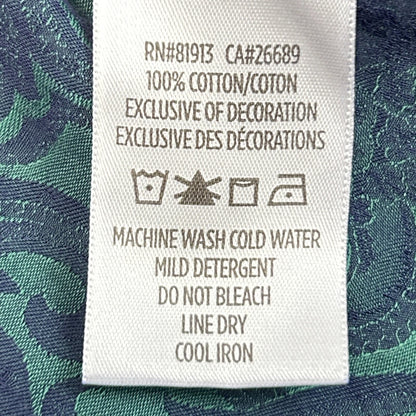 RN#81913 CA#26689
100% COTTON/COTON
EXCLUSIVE OF DECORATION
EXCLUSIVE DES DÉCORATIONS
MACHINE WASH COLD WATER
MILD DETERGENT
DO NOT BLEACH
LINE DRY
COOL IRON